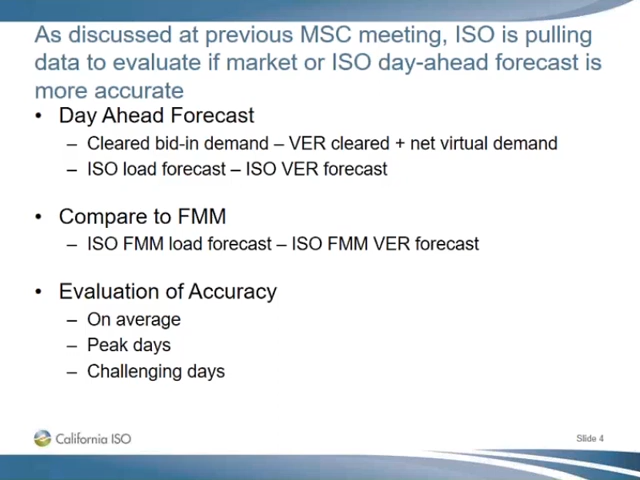 As discussed at previous MSC meeting, ISO is pulling
data to evaluate if market or ISO day-ahead forecast is
more accurate
• Day Ahead Forecast
– Cleared bid-in demand – VER cleared + net virtual demand
– ISO load forecast – ISO VER forecast
• Compare to FMM
– ISO FMM load forecast – ISO FMM VER forecast
• Evaluation of Accuracy
– On average
– Peak days
– Challenging days
California ISO
Slide 4